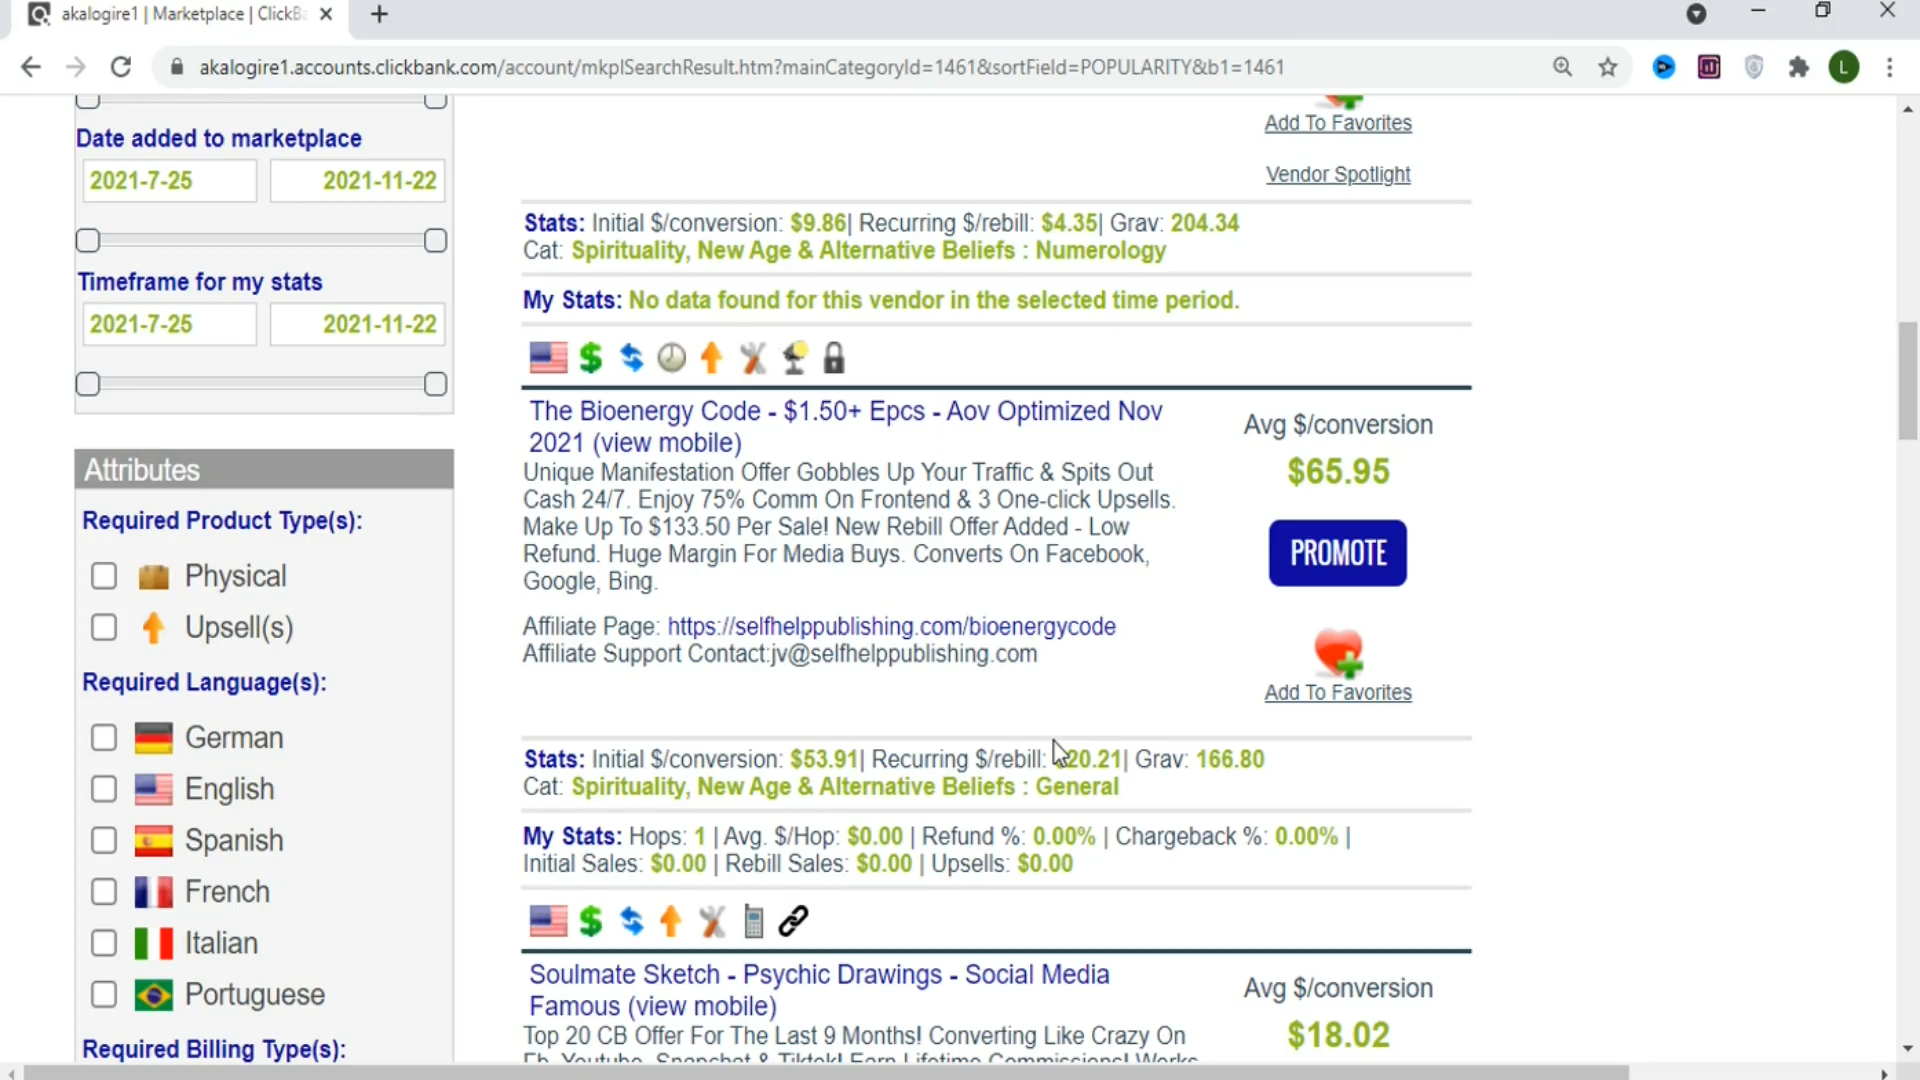 akalogire1 | Marketplace | ClickBa
akalogire1.accounts.clickbank.com/account/mkplSearchResult.htm?mainCategoryId=1461&sortField=POPULARITY&b1=1461
L
Date added to marketplace
2021-7-25 2021-11-22
Timeframe for my stats
2021-7-25 2021-11-22
Attributes
Required Product Type(s):
Physical
Upsell(s)
Required Language(s):
German
English
Spanish
French
Italian
Portuguese
Required Billing Type(s):
Add To Favorites
Vendor Spotlight
Stats: Initial $/conversion: $9.86| Recurring $/rebill: $4.35| Grav: 204.34
Cat: Spirituality, New Age & Alternative Beliefs : Numerology
My Stats: No data found for this vendor in the selected time period.
The Bioenergy Code - $1.50+ Epcs - Aov Optimized Nov
2021 (view mobile)
Unique Manifestation Offer Gobbles Up Your Traffic & Spits Out
Cash 24/7. Enjoy 75% Comm On Frontend & 3 One-click Upsells.
Make Up To $133.50 Per Sale! New Rebill Offer Added - Low
Refund. Huge Margin For Media Buys. Converts On Facebook,
Google, Bing.
Affiliate Page: https://selfhelppublishing.com/bioenergycode
Affiliate Support Contact:jv@selfhelppublishing.com
Avg $/conversion
$65.95
PROMOTE
Add To Favorites
Stats: Initial $/conversion: $53.91| Recurring $/rebill: $20.21| Grav: 166.80
Cat: Spirituality, New Age & Alternative Beliefs : General
My Stats: Hops: 1 | Avg. $/Hop: $0.00 | Refund %: 0.00% | Chargeback %: 0.00% |
Initial Sales: $0.00 | Rebill Sales: $0.00 | Upsells: $0.00
Soulmate Sketch - Psychic Drawings - Social Media
Famous (view mobile)
Top 20 CB Offer For The Last 9 Months! Converting Like Crazy On
Fb, Youtube, Snapchat & Tiktok! Earn Lifetime Commissions! Works
Avg $/conversion
$18.02